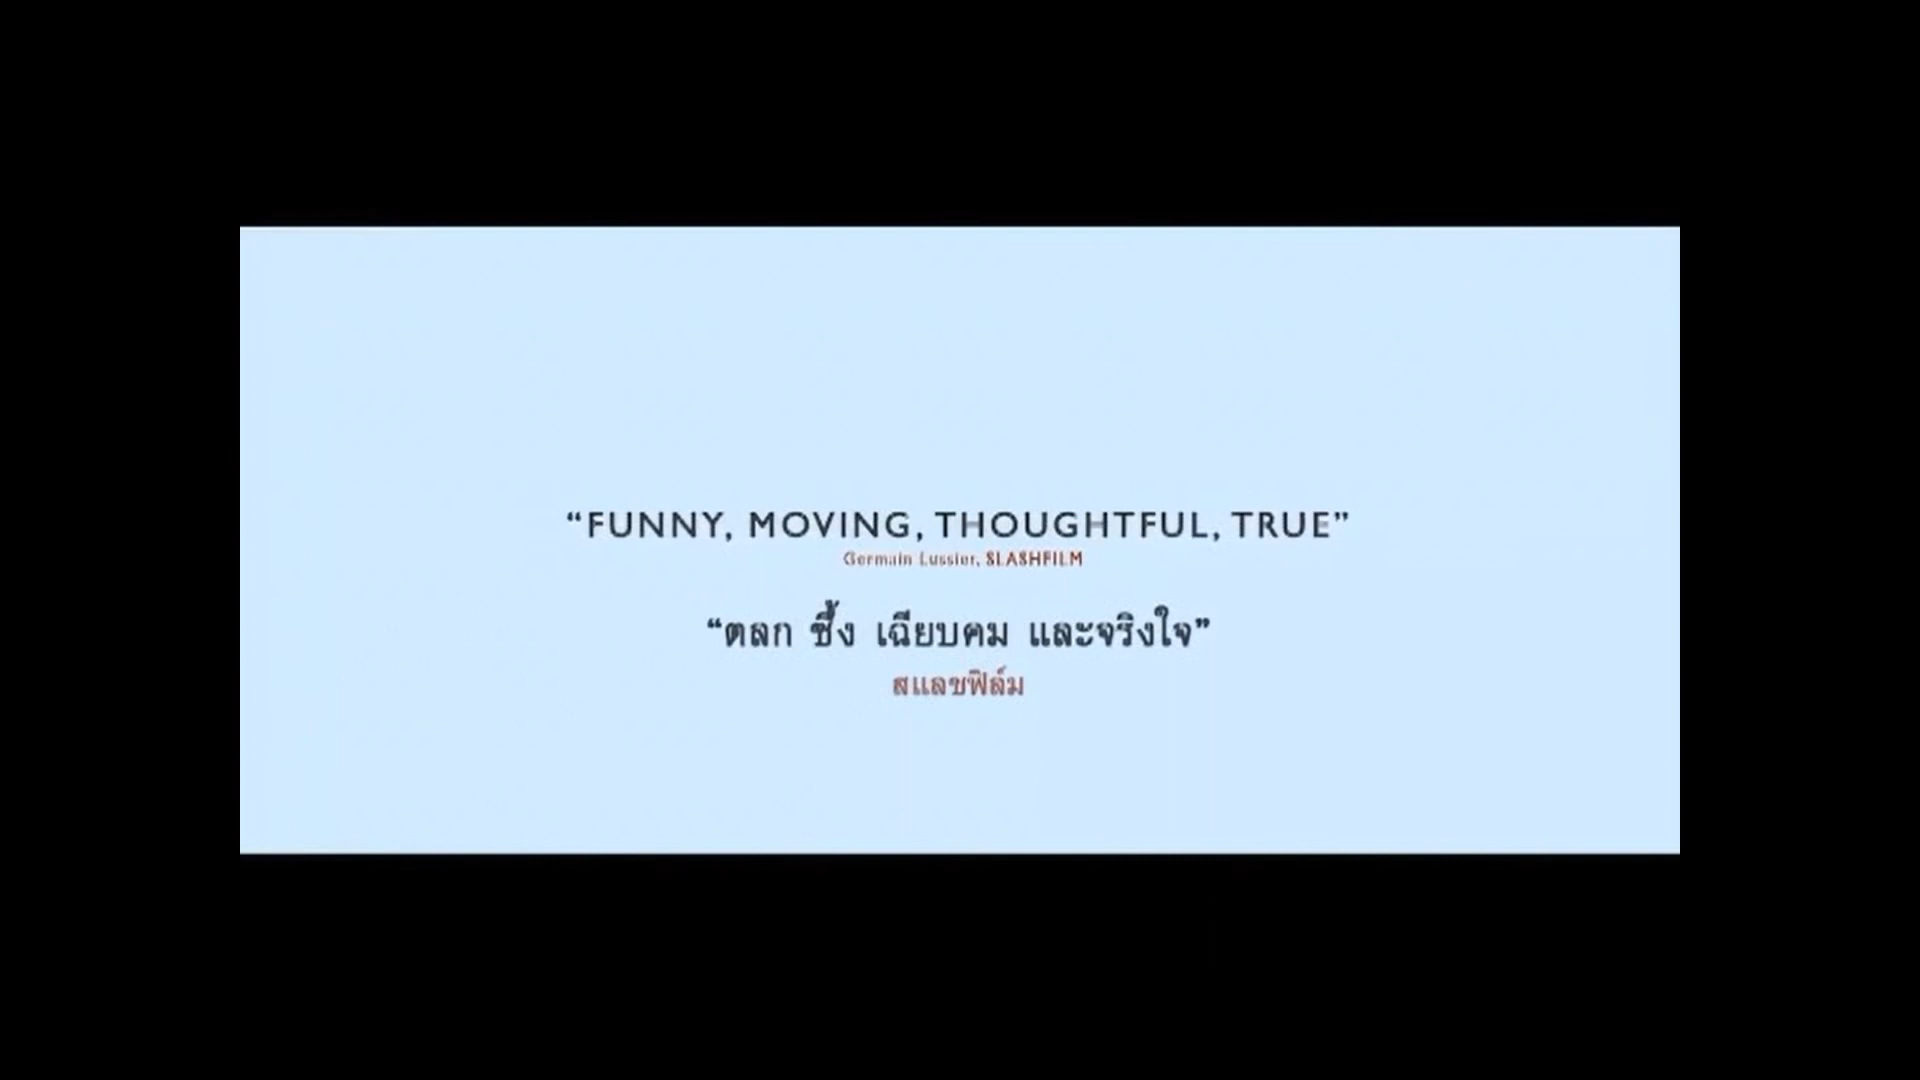 “FUNNY, MOVING, THOUGHTFUL, TRUE”
Germain Lussier, SLASHFILM
“ตลก ซึ้ง เฉียบคม และจริงใจ”
สแลชฟิล์ม